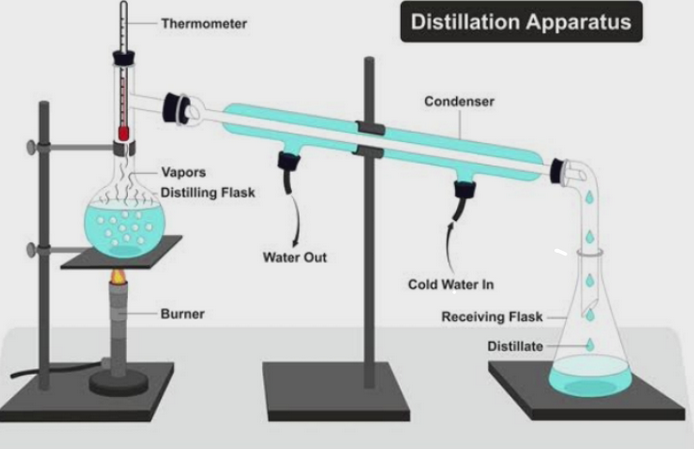 Distillation Apparatus
Thermometer
Condenser
Vapors
Distilling Flask
Water Out
Cold Water In
Burner
Receiving Flask
Distillate